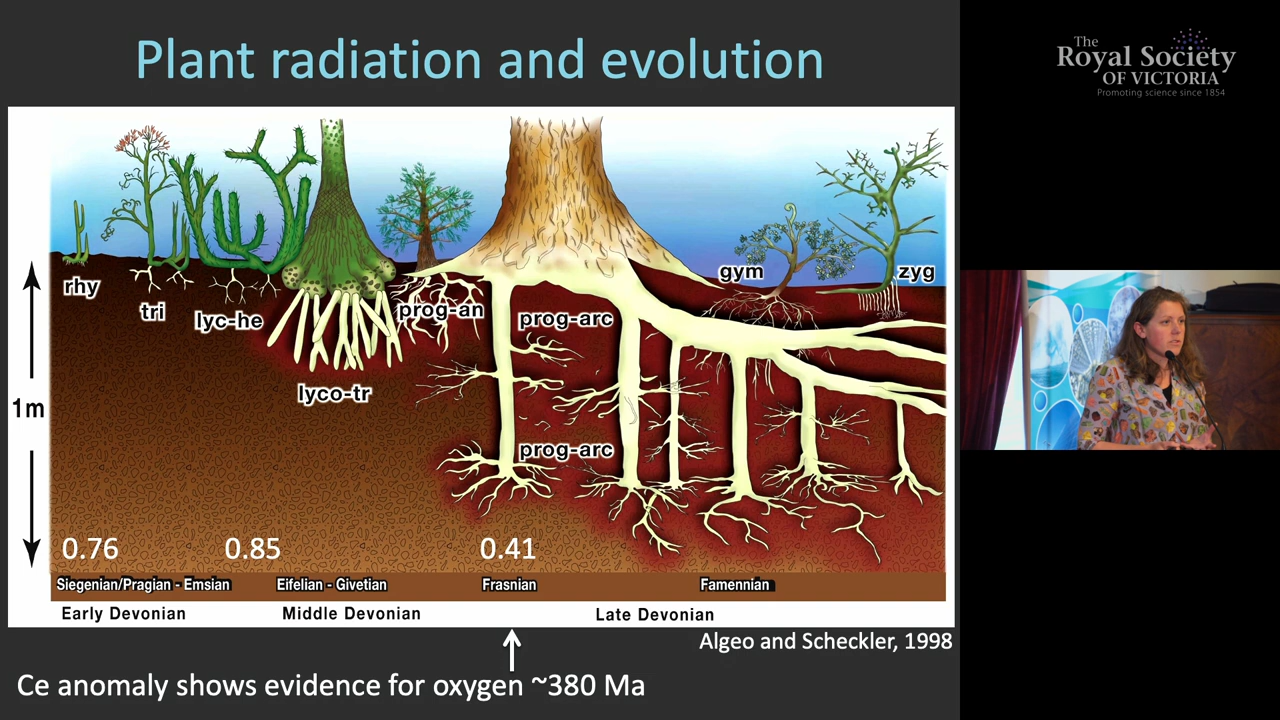 Plant radiation and evolution
The
Royal Society
OF VICTORIA
Promoting science since 1854
rhy
tri
lyc-he
lyco-tr
prog-an
prog-arc
gym
zyg
1m
prog-arc
0.76
0.85
0.41
Siegenian/Pragian - Emsian
Eifelian - Givetian
Frasnian
Famennian
Early Devonian
Middle Devonian
Late Devonian
Algeo and Scheckler, 1998
Ce anomaly shows evidence for oxygen ~380 Ma